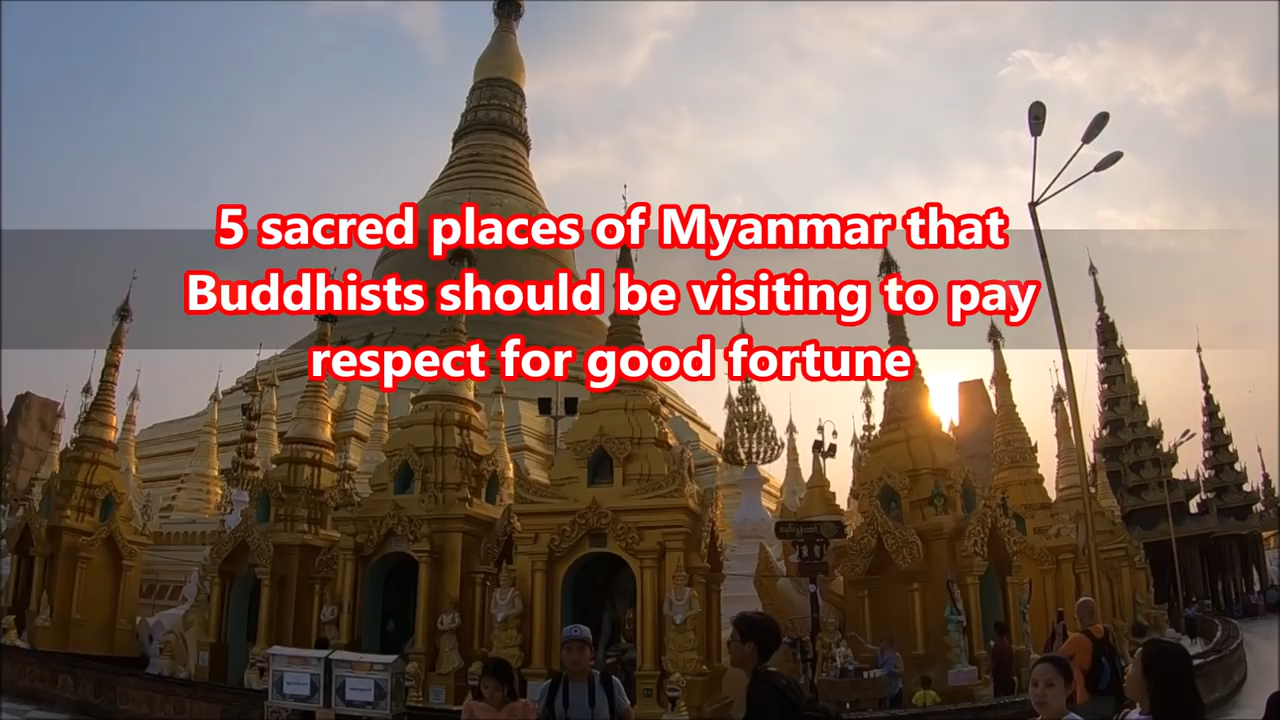 5 sacred places of Myanmar that
Buddhists should be visiting to pay
respect for good fortune